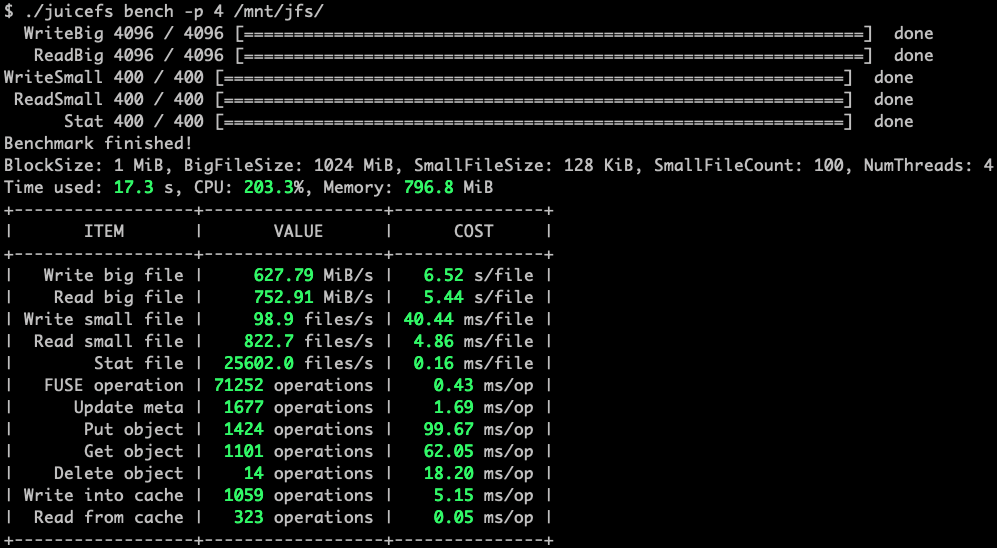 $ ./juicefs bench -p 4 /mnt/jfs/
WriteBig 4096 / 4096 [==============================================================] done
ReadBig 4096 / 4096 [==============================================================] done
WriteSmall 400 / 400 [==============================================================] done
ReadSmall 400 / 400 [==============================================================] done
Stat 400 / 400 [==============================================================] done
Benchmark finished!
BlockSize: 1 MiB, BigFileSize: 1024 MiB, SmallFileSize: 128 KiB, SmallFileCount: 100, NumThreads: 4
Time used: 17.3 s, CPU: 203.3%, Memory: 796.8 MiB
+------------------+------------------+---------------+
| ITEM | VALUE | COST |
+------------------+------------------+---------------+
| Write big file | 627.79 MiB/s | 6.52 s/file |
| Read big file | 752.91 MiB/s | 5.44 s/file |
| Write small file | 98.9 files/s | 40.44 ms/file |
| Read small file | 822.7 files/s | 4.86 ms/file |
| Stat file | 25602.0 files/s | 0.16 ms/file |
| FUSE operation | 71252 operations | 0.43 ms/op |
| Update meta | 1677 operations | 1.69 ms/op |
| Put object | 1424 operations | 99.67 ms/op |
| Get object | 1101 operations | 62.05 ms/op |
| Delete object | 14 operations | 18.20 ms/op |
| Write into cache | 1059 operations | 5.15 ms/op |
| Read from cache | 323 operations | 0.05 ms/op |
+------------------+------------------+---------------+